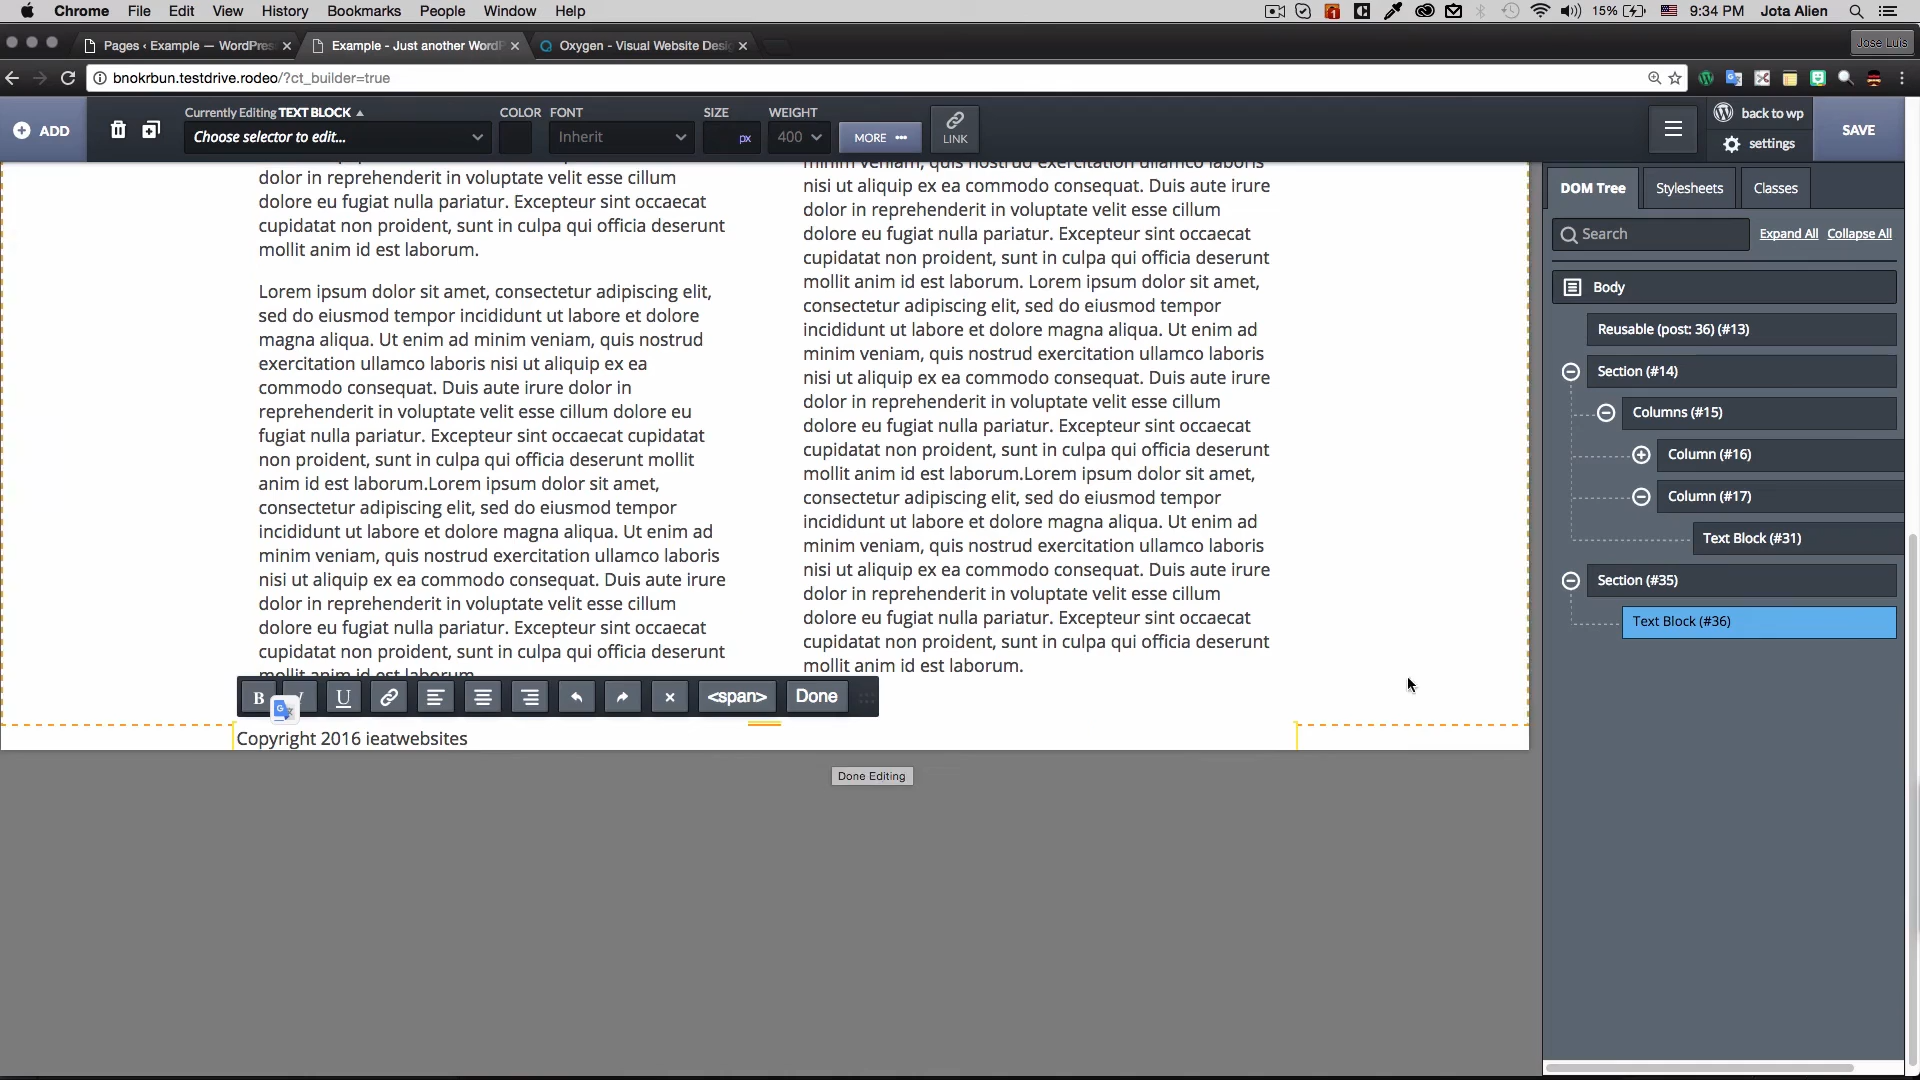 Chrome File Edit View History Bookmarks People Window Help 1 15% 9:34 PM Jota Alien
Pages ‹ Example — WordPres × Example - Just another WordP × Oxygen - Visual Website Desig × Jose Luis
bnokrbun.testdrive.rodeo/?ct_builder=true
ADD
Currently Editing TEXT BLOCK
Choose selector to edit...
COLOR
FONT
Inherit
SIZE
px
WEIGHT
400
MORE •••
LINK
back to wp
settings
SAVE
dolor in reprehenderit in voluptate velit esse cillum
dolore eu fugiat nulla pariatur. Excepteur sint occaecat
cupidatat non proident, sunt in culpa qui officia deserunt
mollit anim id est laborum.
Lorem ipsum dolor sit amet, consectetur adipiscing elit,
sed do eiusmod tempor incididunt ut labore et dolore
magna aliqua. Ut enim ad minim veniam, quis nostrud
exercitation ullamco laboris nisi ut aliquip ex ea
commodo consequat. Duis aute irure dolor in
reprehenderit in voluptate velit esse cillum dolore eu
fugiat nulla pariatur. Excepteur sint occaecat cupidatat
non proident, sunt in culpa qui officia deserunt mollit
anim id est laborum.Lorem ipsum dolor sit amet,
consectetur adipiscing elit, sed do eiusmod tempor
incididunt ut labore et dolore magna aliqua. Ut enim ad
minim veniam, quis nostrud exercitation ullamco laboris
nisi ut aliquip ex ea commodo consequat. Duis aute irure
dolor in reprehenderit in voluptate velit esse cillum
dolore eu fugiat nulla pariatur. Excepteur sint occaecat
cupidatat non proident, sunt in culpa qui officia deserunt
mollit anim id est laborum.
minim veniam, quis nostrud exercitation ullamco laboris
nisi ut aliquip ex ea commodo consequat. Duis aute irure
dolor in reprehenderit in voluptate velit esse cillum
dolore eu fugiat nulla pariatur. Excepteur sint occaecat
cupidatat non proident, sunt in culpa qui officia deserunt
mollit anim id est laborum. Lorem ipsum dolor sit amet,
consectetur adipiscing elit, sed do eiusmod tempor
incididunt ut labore et dolore magna aliqua. Ut enim ad
minim veniam, quis nostrud exercitation ullamco laboris
nisi ut aliquip ex ea commodo consequat. Duis aute irure
dolor in reprehenderit in voluptate velit esse cillum
dolore eu fugiat nulla pariatur. Excepteur sint occaecat
cupidatat non proident, sunt in culpa qui officia deserunt
mollit anim id est laborum.Lorem ipsum dolor sit amet,
consectetur adipiscing elit, sed do eiusmod tempor
incididunt ut labore et dolore magna aliqua. Ut enim ad
minim veniam, quis nostrud exercitation ullamco laboris
nisi ut aliquip ex ea commodo consequat. Duis aute irure
dolor in reprehenderit in voluptate velit esse cillum
dolore eu fugiat nulla pariatur. Excepteur sint occaecat
cupidatat non proident, sunt in culpa qui officia deserunt
mollit anim id est laborum.
B U <span> Done
Copyright 2016 ieatwebsites
Done Editing
DOM Tree Stylesheets Classes
Search Expand All Collapse All
Body
Reusable (post: 36) (#13)
Section (#14)
Columns (#15)
Column (#16)
Column (#17)
Text Block (#31)
Section (#35)
Text Block (#36)